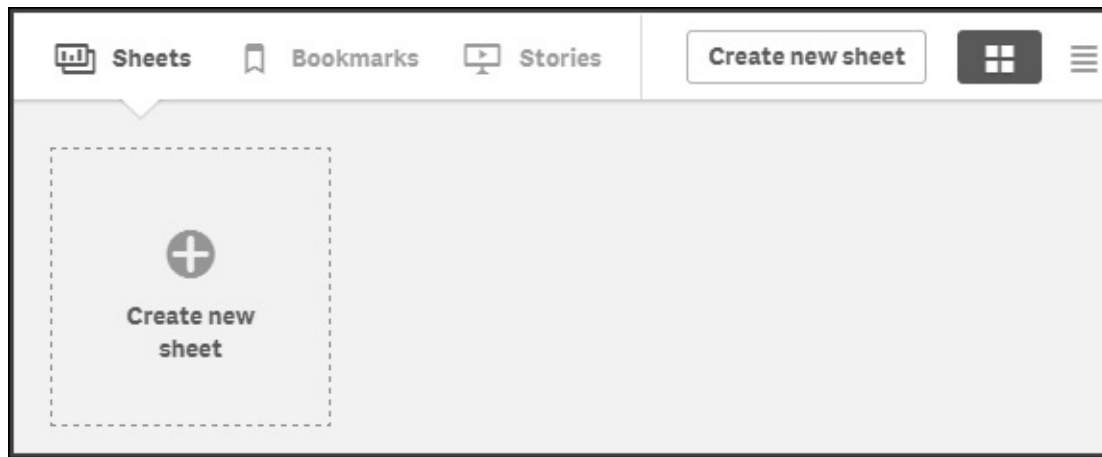 Sheets
Bookmarks
Stories
Create new sheet
Create new
sheet